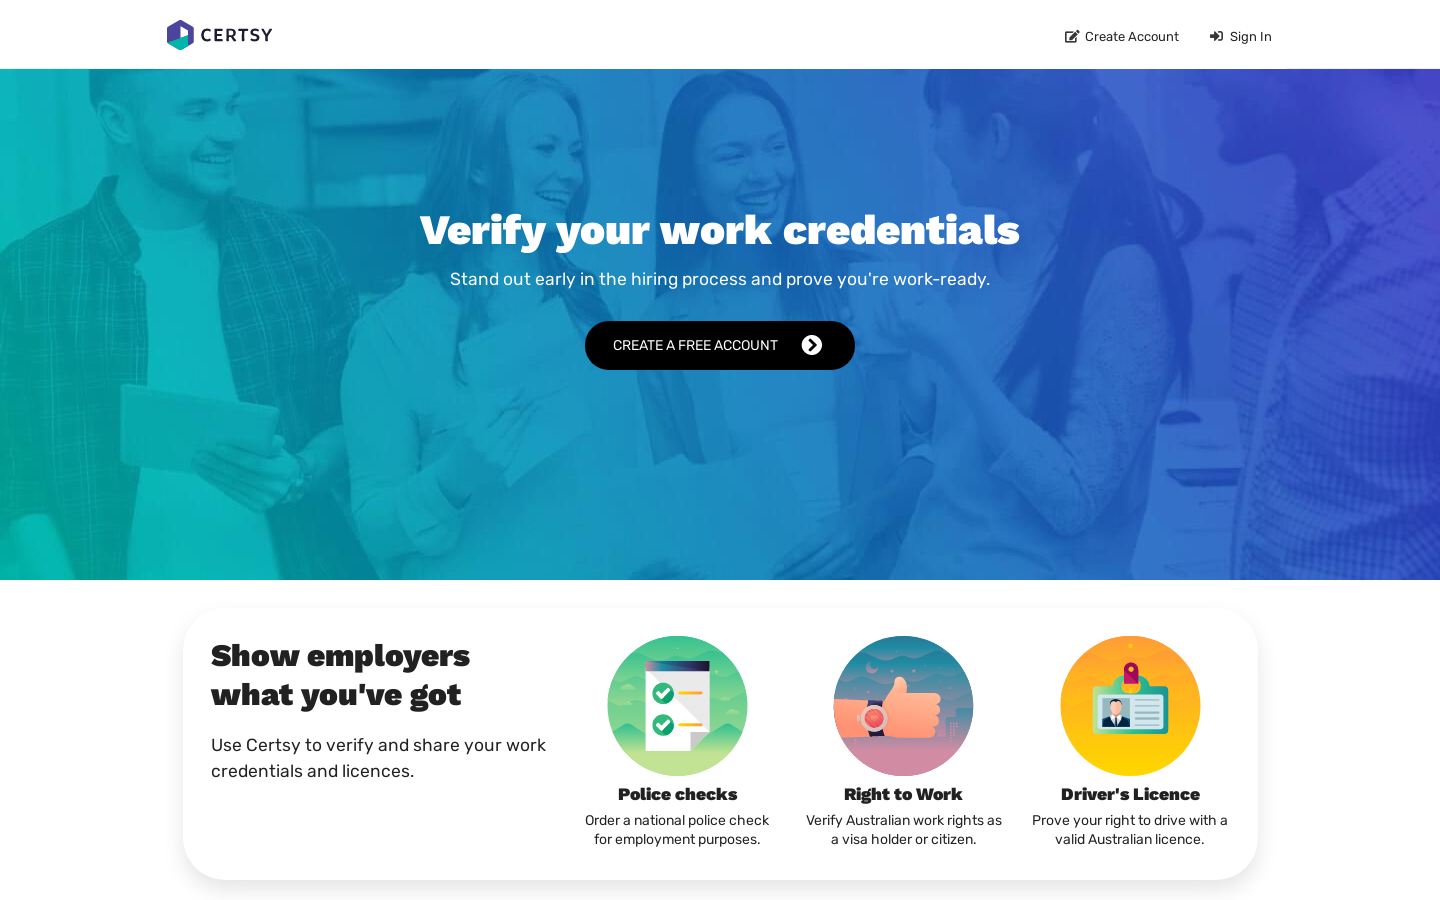 CERTSY
Create Account
Sign In
Verify your work credentials
Stand out early in the hiring process and prove you're work-ready.
CREATE A FREE ACCOUNT
Show employers
what you've got
Use Certsy to verify and share your work
credentials and licences.
Police checks
Order a national police check
for employment purposes.
Right to Work
Verify Australian work rights as
a visa holder or citizen.
Driver's Licence
Prove your right to drive with a
valid Australian licence.